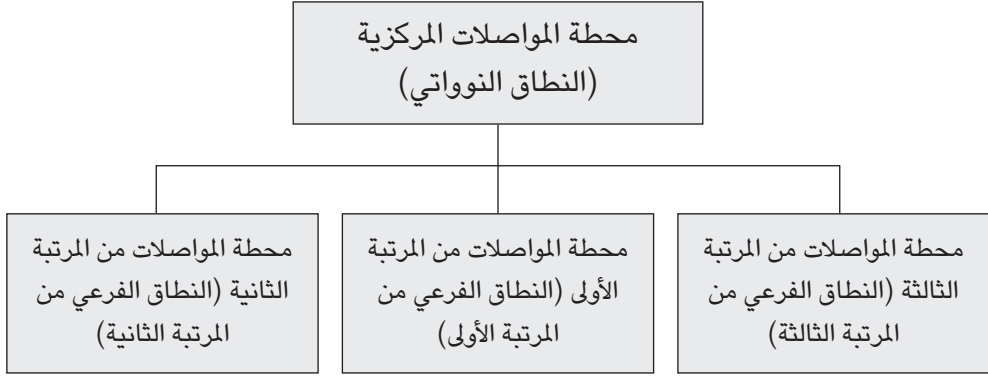 محطة المواصلات المركزية
(النطاق النوواتي)
محطة المواصلات من المرتبة
الثالثة (النطاق الفرعي من
المرتبة الثالثة)
محطة المواصلات من المرتبة
الأولى (النطاق الفرعي من
المرتبة الأولى)
محطة المواصلات من المرتبة
الثانية (النطاق الفرعي من
المرتبة الثانية)